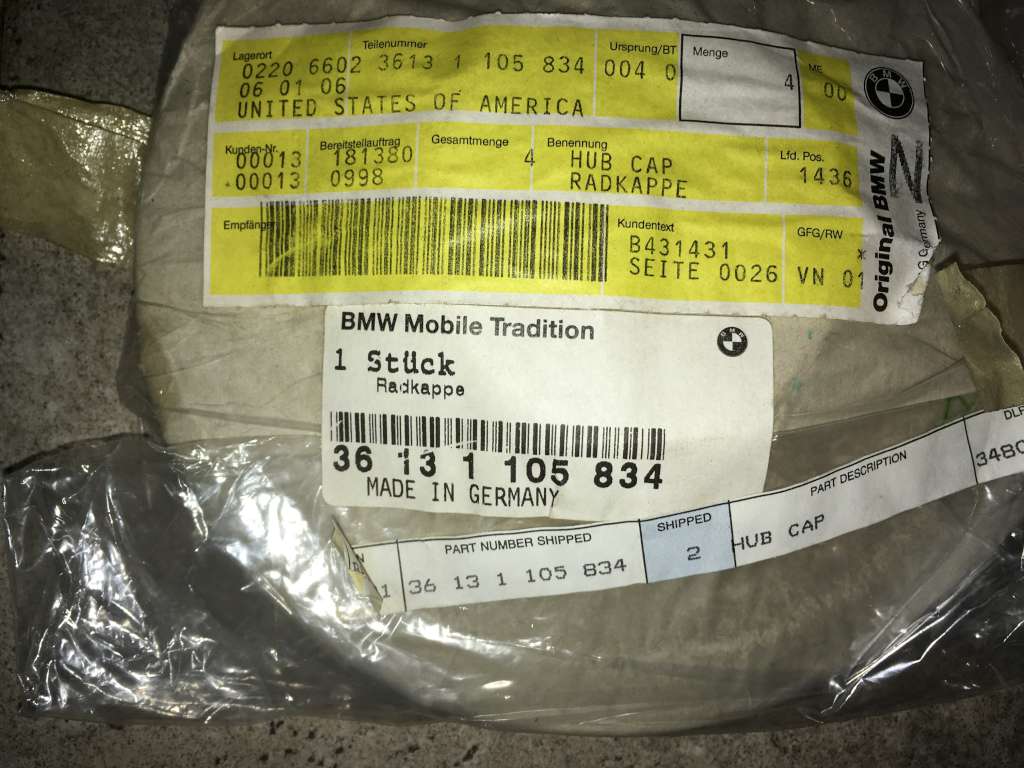 Lagerort Teilenummer Ursprung/BT Menge ME
0220 6602 3613 1 105 834 004 0 4 00
06 01 06
UNITED STATES OF AMERICA
BMW
Original BMW
Germany
Kunden-Nr. Bereitstellauftrag Gesamtmenge Benennung Lfd. Pos.
00013 181380 4 HUB CAP 1436
.00013 0998 RADKAPPE
Empfänger Kundentext GFG/RW
B431431 *
SEITE 0026 VN 01
BMW Mobile Tradition
BMW
1 Stück
Radkappe
36 13 1 105 834
MADE IN GERMANY
PART NUMBER SHIPPED SHIPPED PART DESCRIPTION
1 36 13 1 105 834 2 HUB CAP 3480